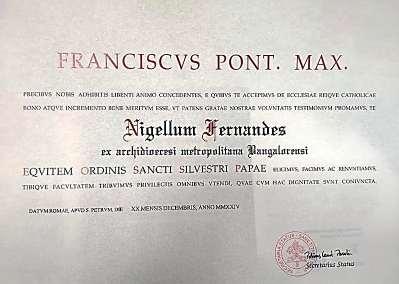 FRANCISCVS PONT. MAX.
PRECIBVS NOBIS ADHIBITIS LIBENTI ANIMO CONCEDENTES, E QVIBVS TE ACCEPIMVS DE ECCLESIAE REIQVE CATHOLICAE
BONO ATQVE INCREMENTO BENE MERITVM ESSE, VT PATENS GRATAE NOSTRAE VOLVNTATIS TESTIMONIVM PROMAMVS, TE
Nigellum Fernandes
ex archidioecesi metropolitana Bangalorensi
EQVITEM ORDINIS SANCTI SILVESTRI PAPAE ELIGIMVS, FACIMVS AC RENVNTIAMVS,
TIBIQVE FACVLTATEM TRIBVIMVS PRIVILEGIIS OMNIBVS VTENDI, QVAE CVM HAC DIGNITATE SVNT CONIVNCTA.
DATVM ROMAE, APVD S. PETRVM, DIE XX MENSIS DECEMBRIS, ANNO MMXXIV
Secretarius Status